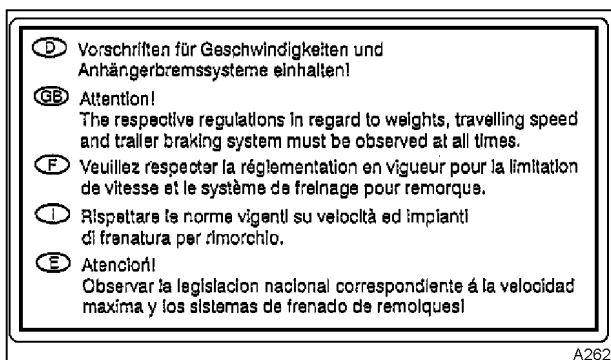 D Vorschriften für Geschwindigkeiten und
Anhängerbremssysteme einhalten!
GB Attention!
The respective regulations in regard to weights, travelling speed
and trailer braking system must be observed at all times.
F Veuillez respecter la réglementation en vigueur pour la limitation
de vitesse et le système de freinage pour remorque.
I Rispettare le norme vigenti su velocità ed impianti
di frenatura per rimorchio.
E Atencion!
Observar la legislacion nacional correspondiente á la velocidad
maxima y los sistemas de frenado de remolques!
A262